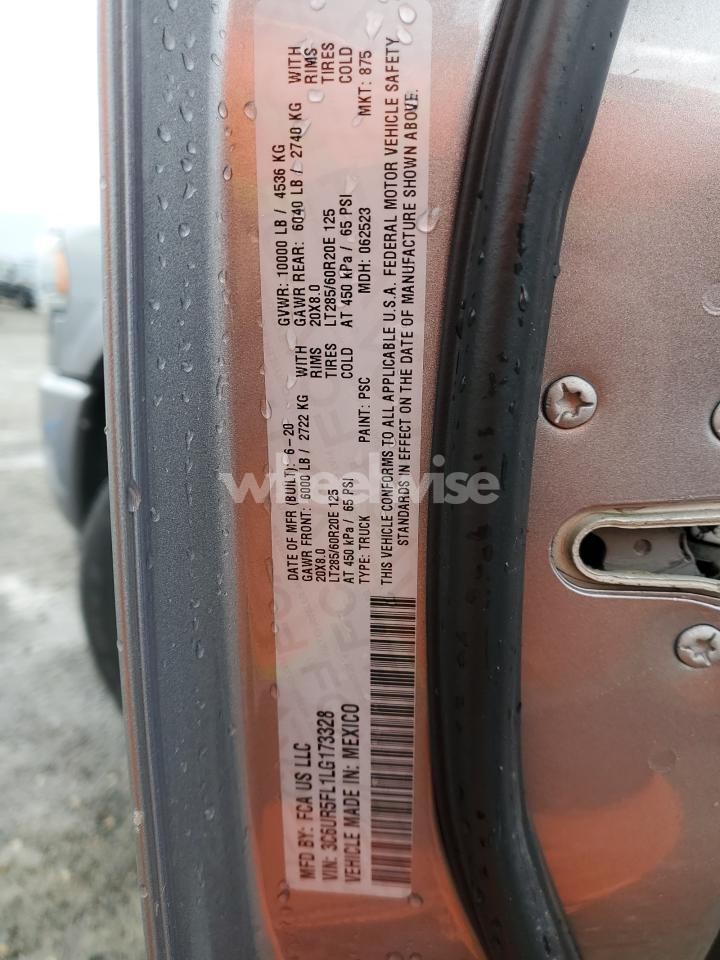 MFD BY: FCA US LLC
DATE OF MFR (BUILT): 6-20
GVWR: 10000 LB / 4536 KG
GAWR FRONT: 6000 LB / 2722 KG WITH
GAWR REAR: 6040 LB / 2740 KG WITH
20X8.0 RIMS
20X8.0 RIMS
LT285/60R20E 125 TIRES
LT285/60R20E 125 TIRES
AT 450 kPa / 65 PSI COLD
AT 450 kPa / 65 PSI COLD
VIN: 3C6UR5FL1LG173328
TYPE: TRUCK PAINT: PSC MDH: 062523 MKT: 875
VEHICLE MADE IN: MEXICO
THIS VEHICLE CONFORMS TO ALL APPLICABLE U.S.A. FEDERAL MOTOR VEHICLE SAFETY
STANDARDS IN EFFECT ON THE DATE OF MANUFACTURE SHOWN ABOVE.
wheelwise